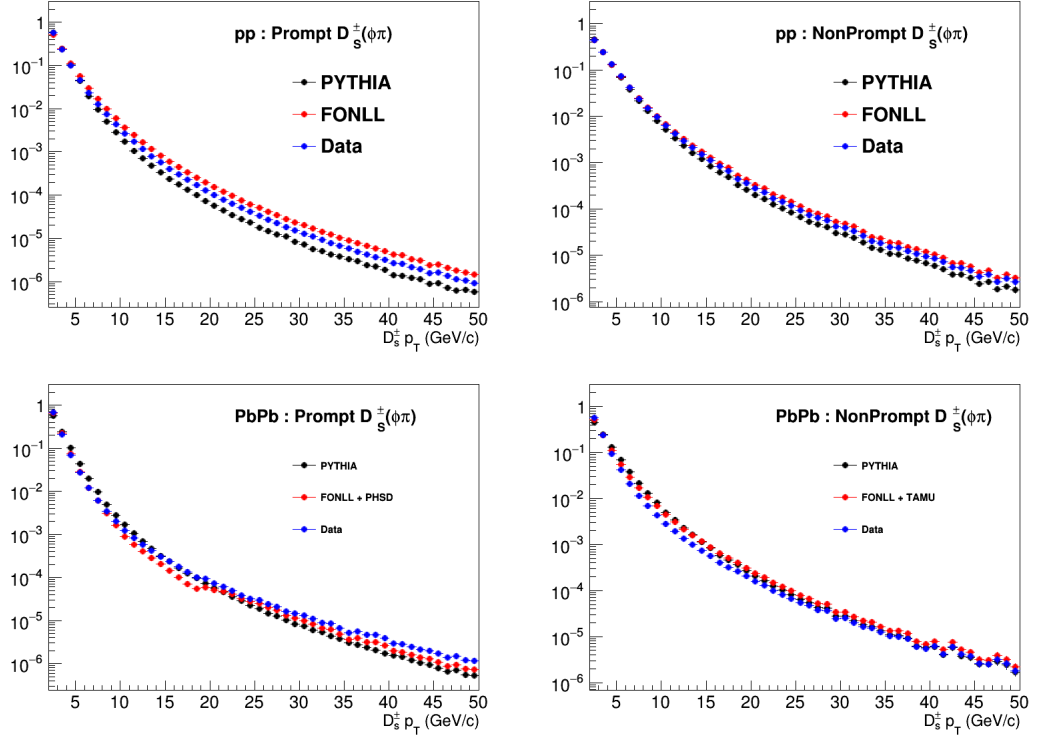 pp : Prompt D_S^±(ϕπ)
PYTHIA
FONLL
Data
1
10^−1
10^−2
10^−3
10^−4
10^−5
10^−6
5 10 15 20 25 30 35 40 45 50
D_s^± p_T (GeV/c)
pp : NonPrompt D_S^±(ϕπ)
PYTHIA
FONLL
Data
1
10^−1
10^−2
10^−3
10^−4
10^−5
10^−6
5 10 15 20 25 30 35 40 45 50
D_s^± p_T (GeV/c)
PbPb : Prompt D_S^±(ϕπ)
PYTHIA
FONLL + PHSD
Data
1
10^−1
10^−2
10^−3
10^−4
10^−5
10^−6
5 10 15 20 25 30 35 40 45 50
D_s^± p_T (GeV/c)
PbPb : NonPrompt D_S^±(ϕπ)
PYTHIA
FONLL + TAMU
Data
1
10^−1
10^−2
10^−3
10^−4
10^−5
10^−6
5 10 15 20 25 30 35 40 45 50
D_s^± p_T (GeV/c)